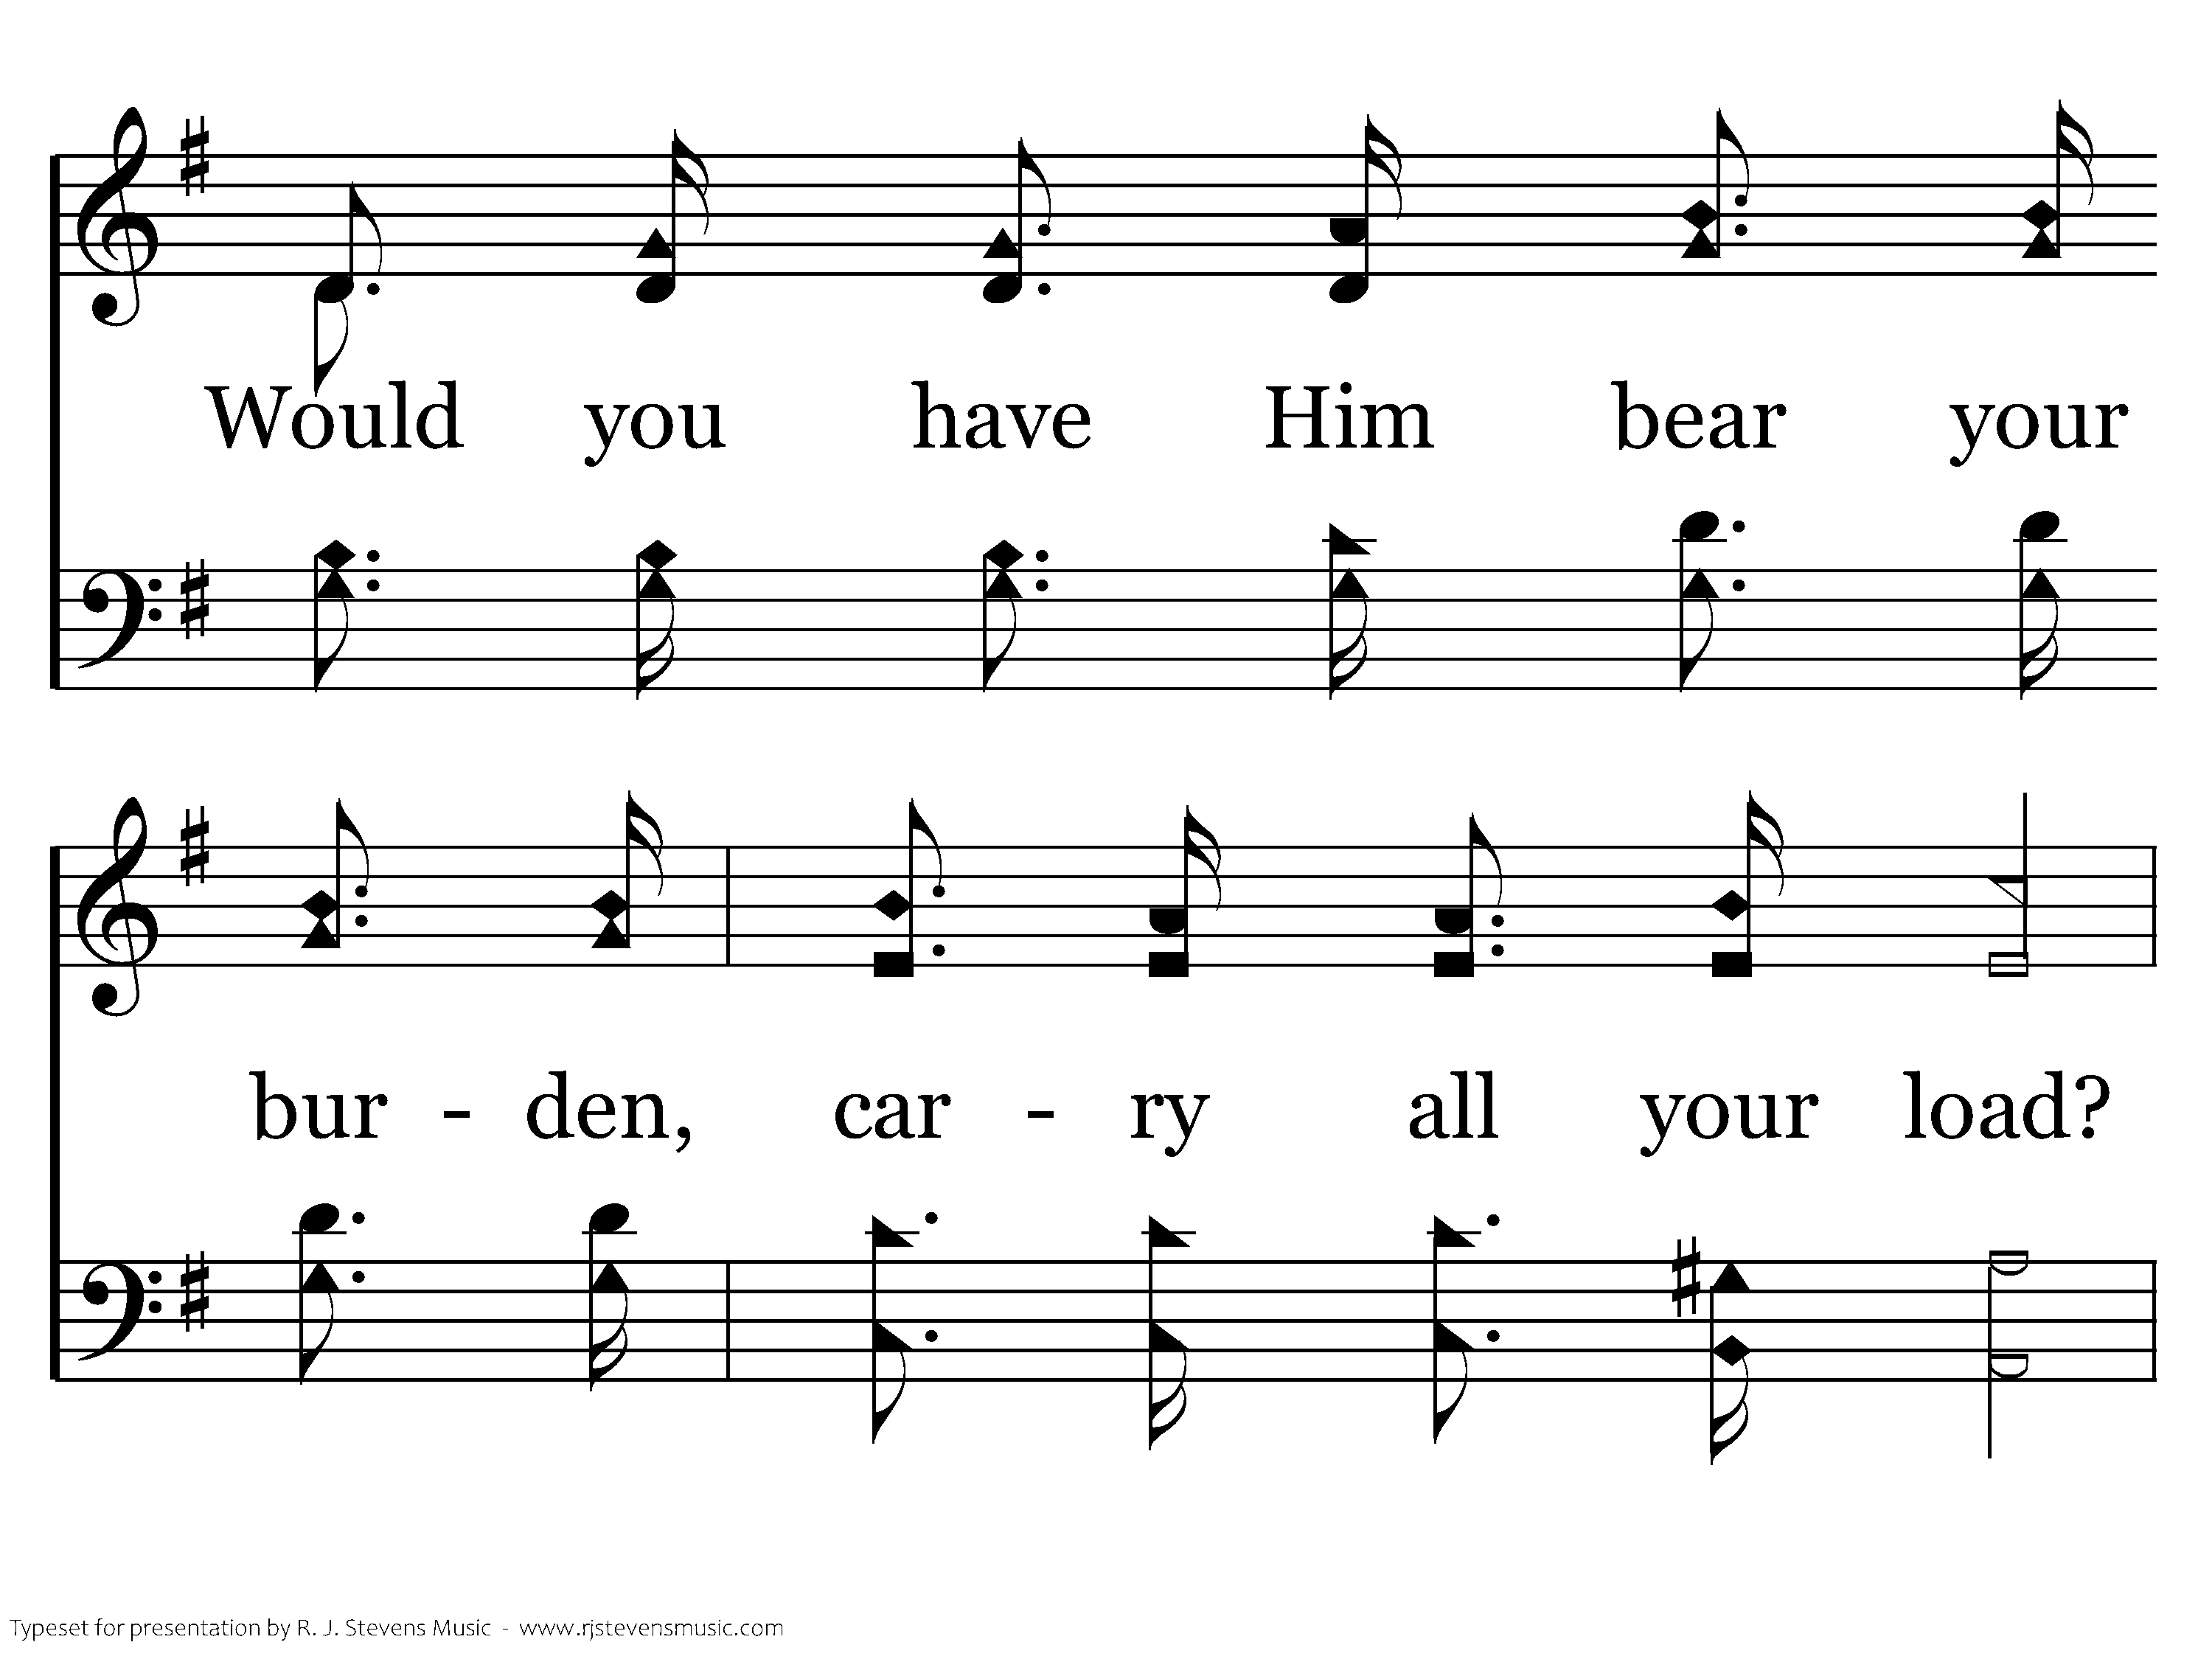 Would you have Him bear your
bur - den, car - ry all your load?
Typeset for presentation by R. J. Stevens Music - www.rjstevensmusic.com